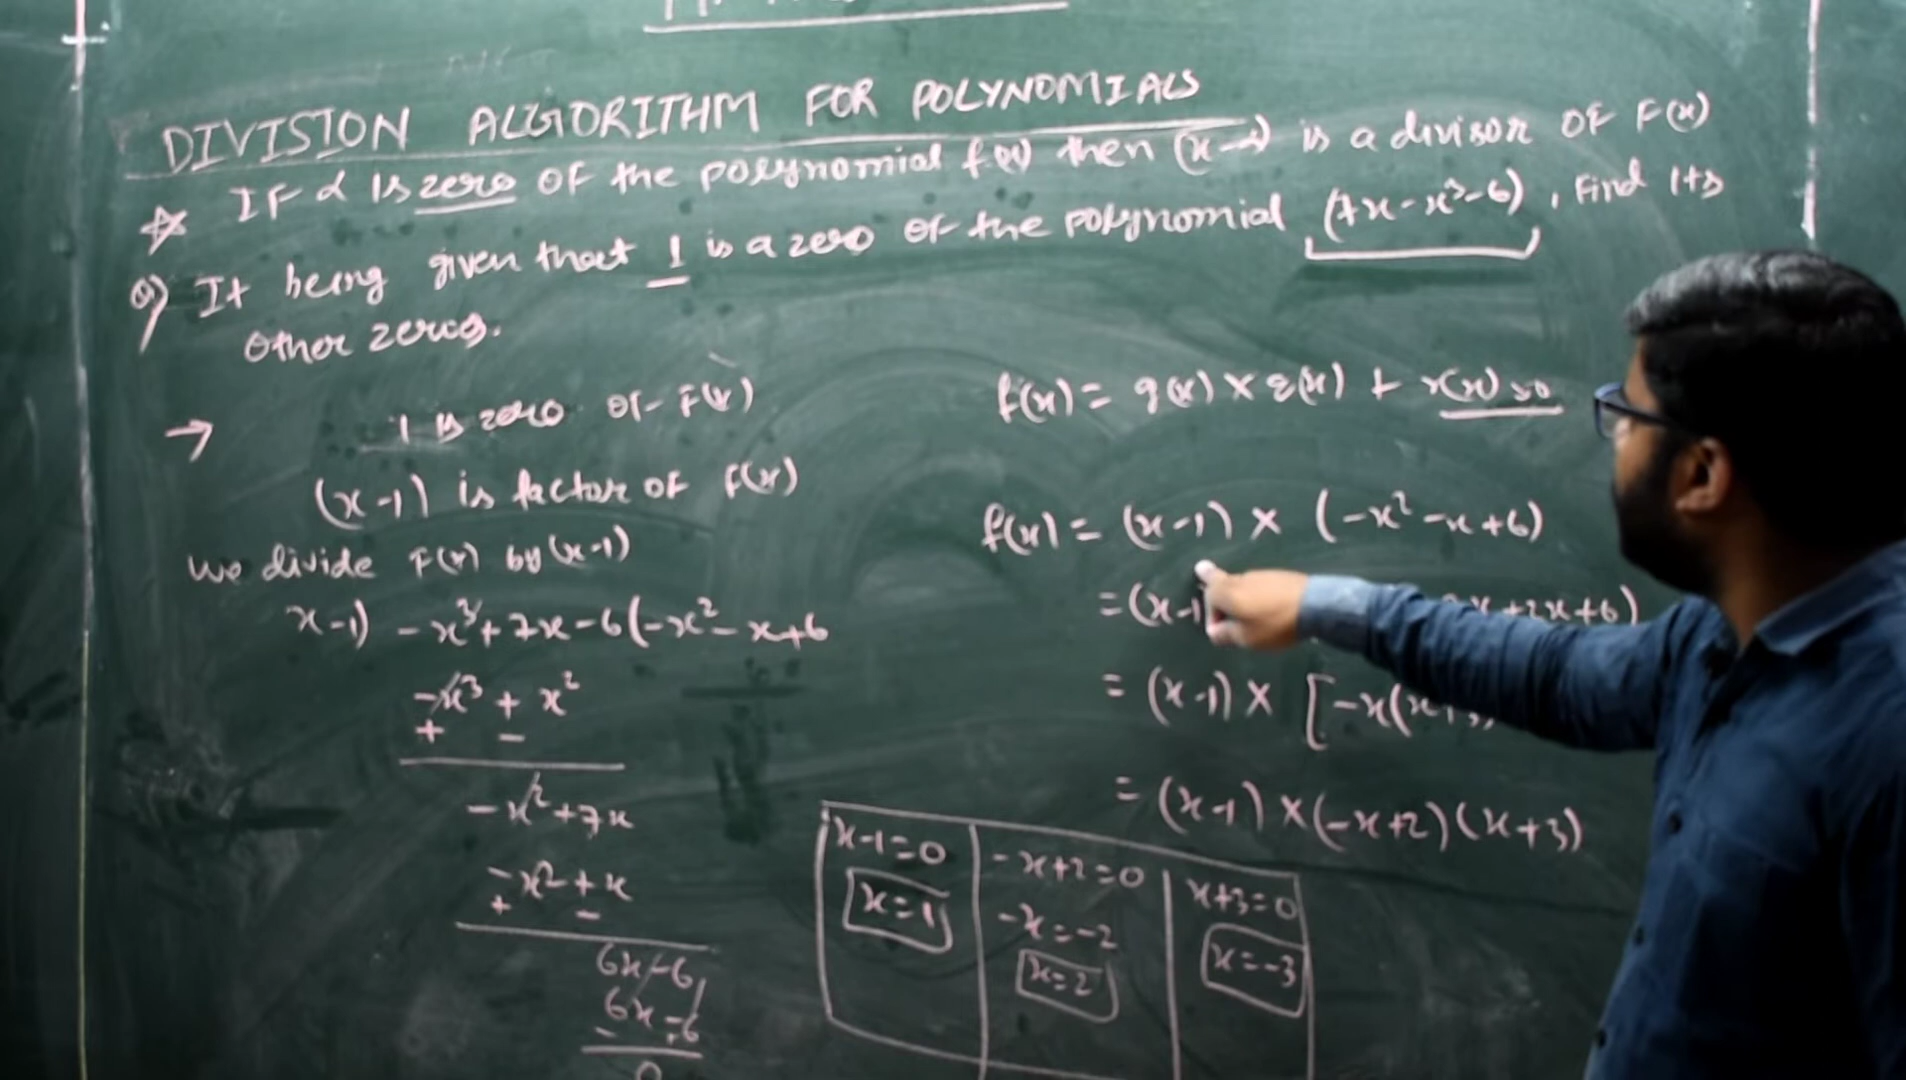 DIVISION ALGORITHM FOR POLYNOMIALS
☆ IF α is zero OF the polynomial f(x) then (x-α) is a divisor OF F(x)
Q) It being given that 1 is a zero of the polynomial (7x-x³-6), Find its
other zeros.
→ 1 is zero of F(x)
(x-1) is factor of F(x)
we divide F(x) by (x-1)
x-1) -x³+7x-6(-x²-x+6
-x³ + x²
+ -
-x²+7x
-x²+x
+ -
6x-6
6x-6
- +
0
f(x) = g(x) × q(x) + r(x)→0
f(x) = (x-1) × (-x²-x+6)
=(x-1 +2x+6)
= (x-1) × [-x(x+3)
= (x-1) × (-x+2)(x+3)
x-1=0
x=1
-x+2=0
-x=-2
x=2
x+3=0
x=-3